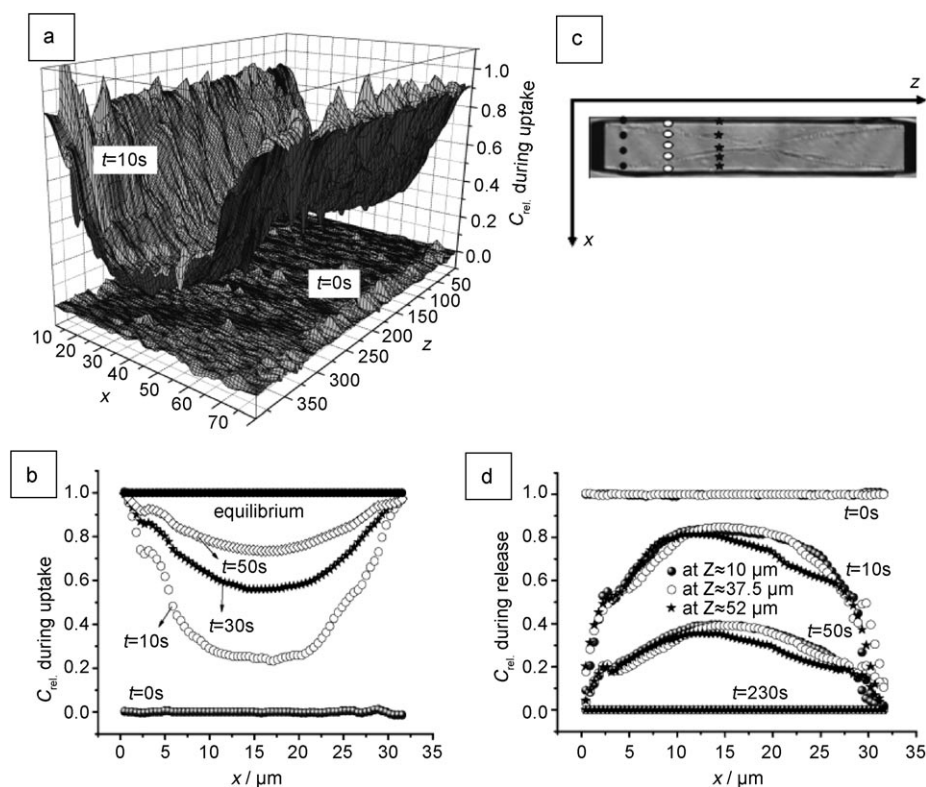 a
1.0
0.8
0.6
0.4
0.2
0.0
C rel. during uptake
t=10s
t=0s
10
20
30
40
50
60
70
x
50
100
150
200
250
300
350
z
c
z
x
b
1.0
0.8
0.6
0.4
0.2
0.0
C rel. during uptake
equilibrium
t=50s
t=30s
t=10s
t=0s
0 5 10 15 20 25 30 35
x / μm
d
1.0
0.8
0.6
0.4
0.2
0.0
C rel. during release
t=0s
at Z≈10 μm
at Z≈37.5 μm
at Z≈52 μm
t=10s
t=50s
t=230s
0 5 10 15 20 25 30 35
x / μm